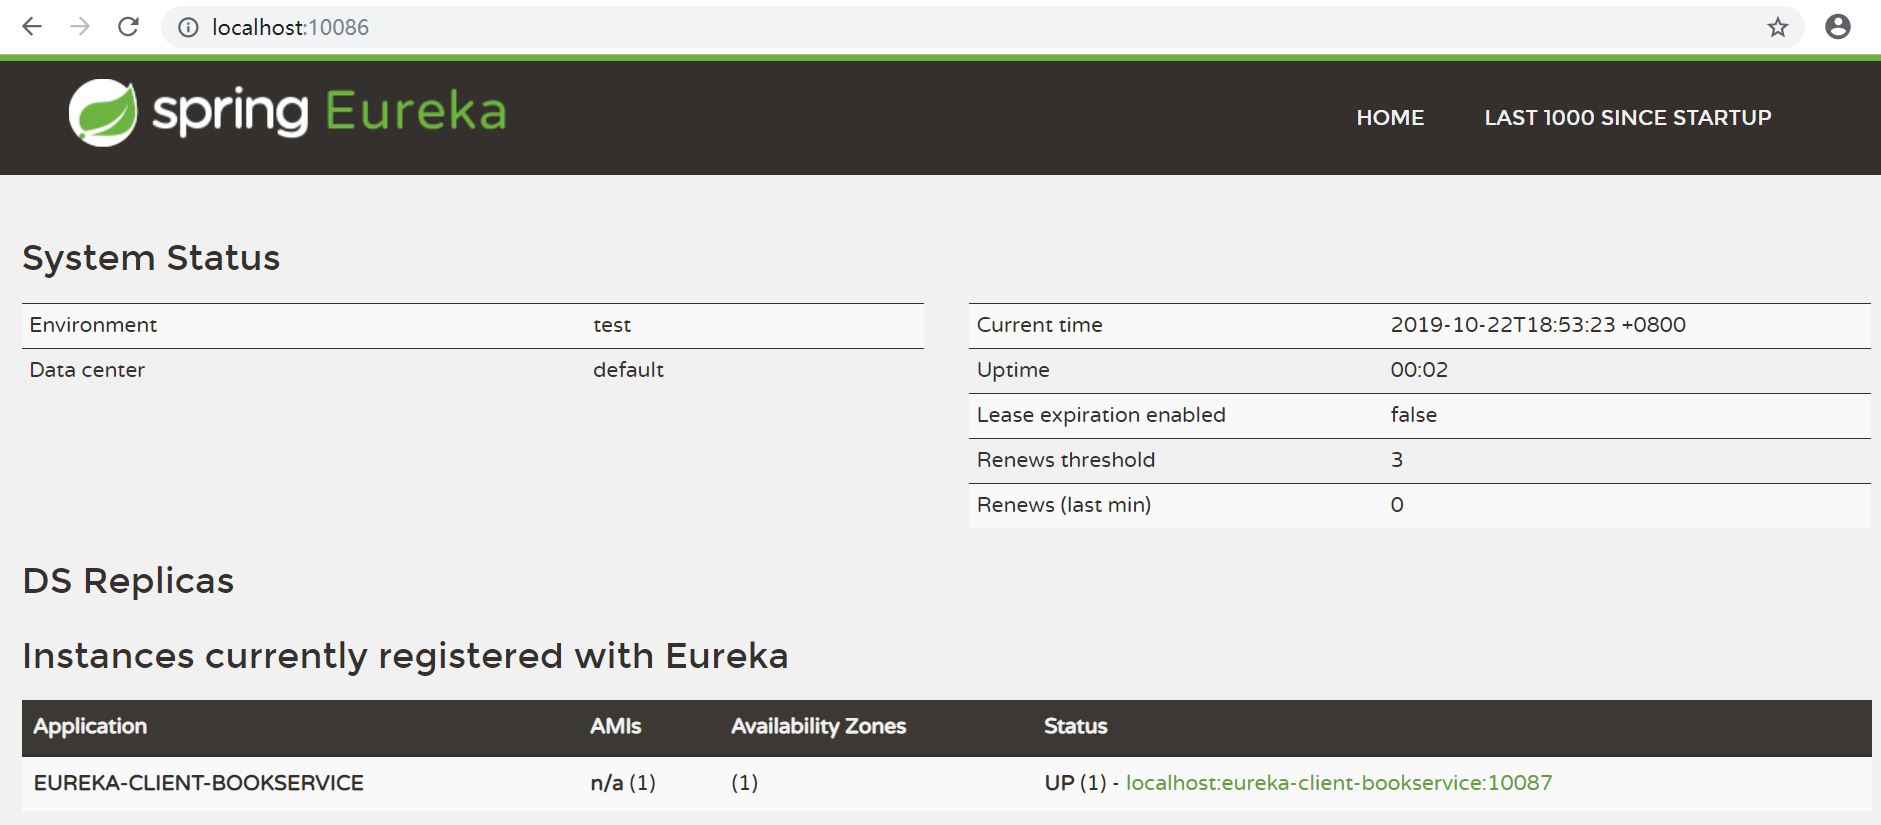 localhost:10086
spring Eureka
HOME LAST 1000 SINCE STARTUP
System Status
Environment test
Data center default
Current time 2019-10-22T18:53:23 +0800
Uptime 00:02
Lease expiration enabled false
Renews threshold 3
Renews (last min) 0
DS Replicas
Instances currently registered with Eureka
Application AMIs Availability Zones Status
EUREKA-CLIENT-BOOKSERVICE n/a (1) (1) UP (1) - localhost:eureka-client-bookservice:10087